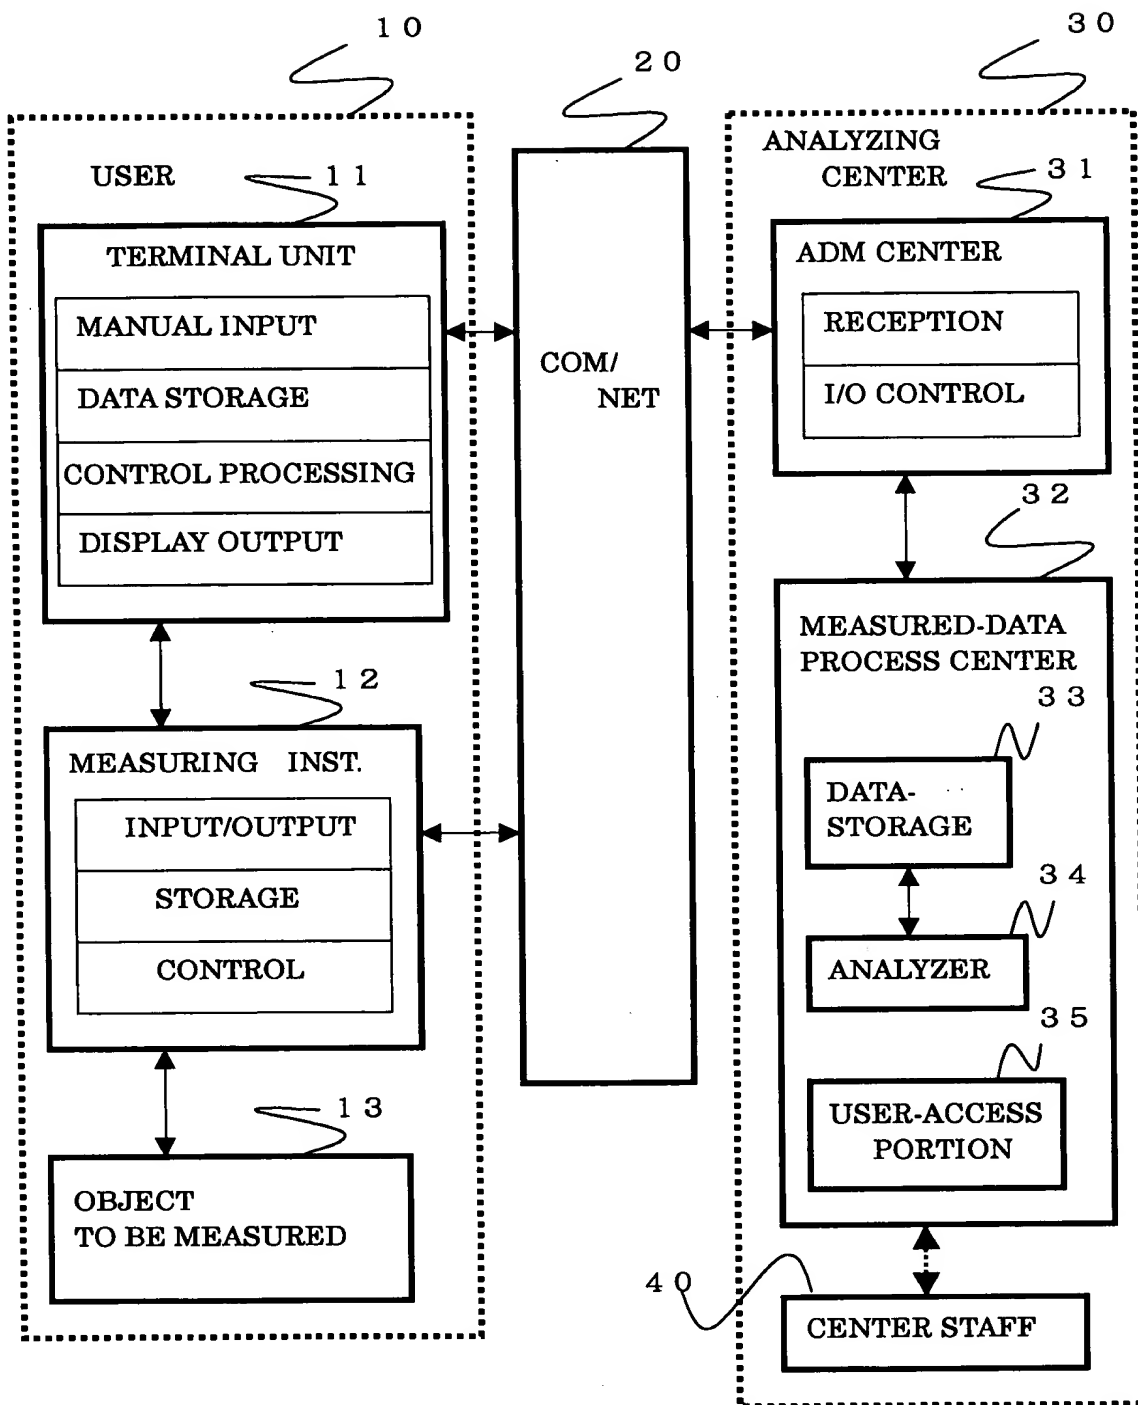 10
20
30
USER
11
TERMINAL UNIT
MANUAL INPUT
DATA STORAGE
CONTROL PROCESSING
DISPLAY OUTPUT
12
MEASURING INST.
INPUT/OUTPUT
STORAGE
CONTROL
13
OBJECT
TO BE MEASURED
COM/
NET
ANALYZING
CENTER
31
ADM CENTER
RECEPTION
I/O CONTROL
32
MEASURED-DATA
PROCESS CENTER
33
DATA-
STORAGE
34
ANALYZER
35
USER-ACCESS
PORTION
40
CENTER STAFF